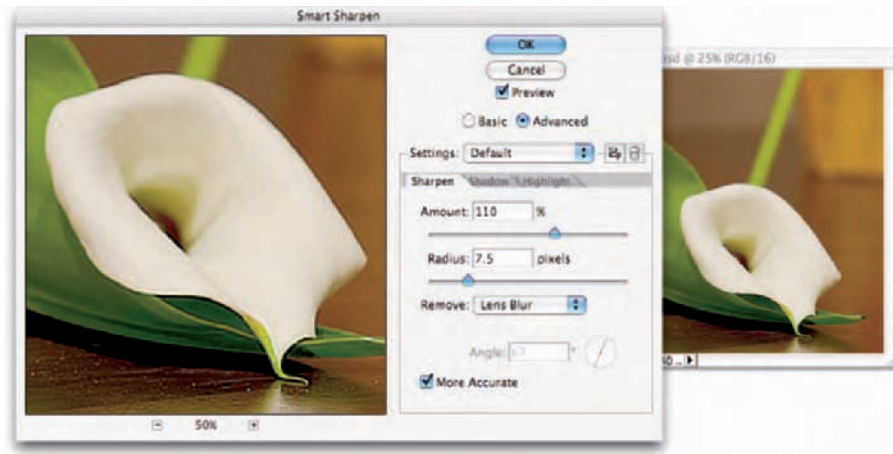 Smart Sharpen
OK
Cancel
Preview
Basic Advanced
Settings: Default
Sharpen Shadow Highlight
Amount: 110 %
Radius: 7.5 pixels
Remove: Lens Blur
Angle: °
More Accurate
50%
@ 25% (RGB/16)